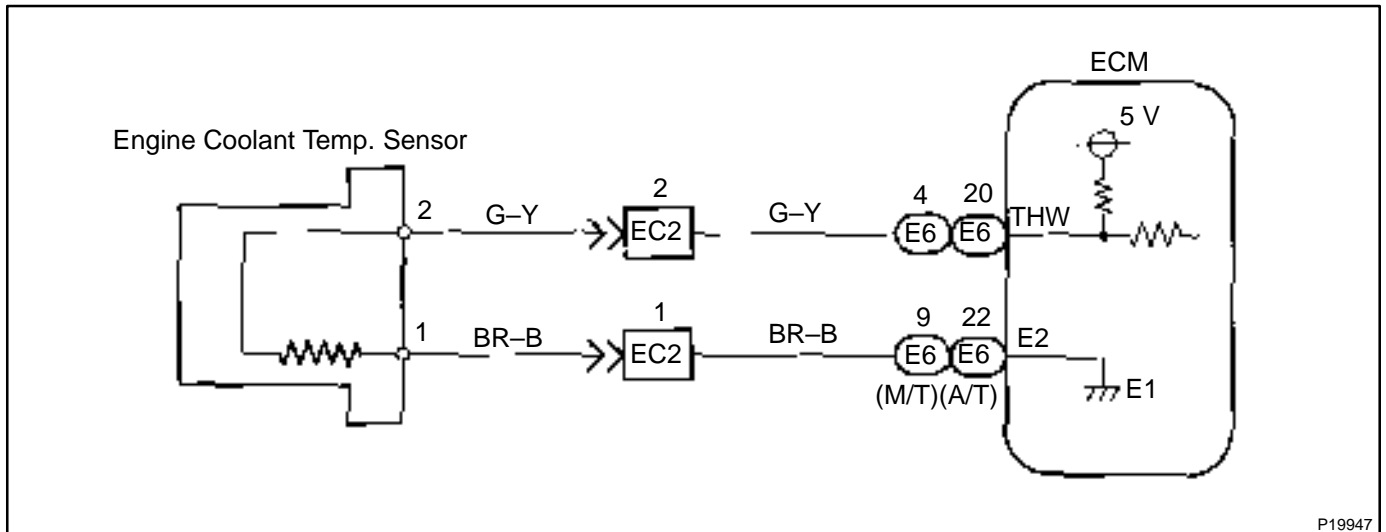 ECM
5 V
Engine Coolant Temp. Sensor
2 G–Y 2 EC2 G–Y 4 E6 20 E6 THW
1 BR–B 1 EC2 BR–B 9 E6 22 E6 E2
(M/T)(A/T)
E1
P19947